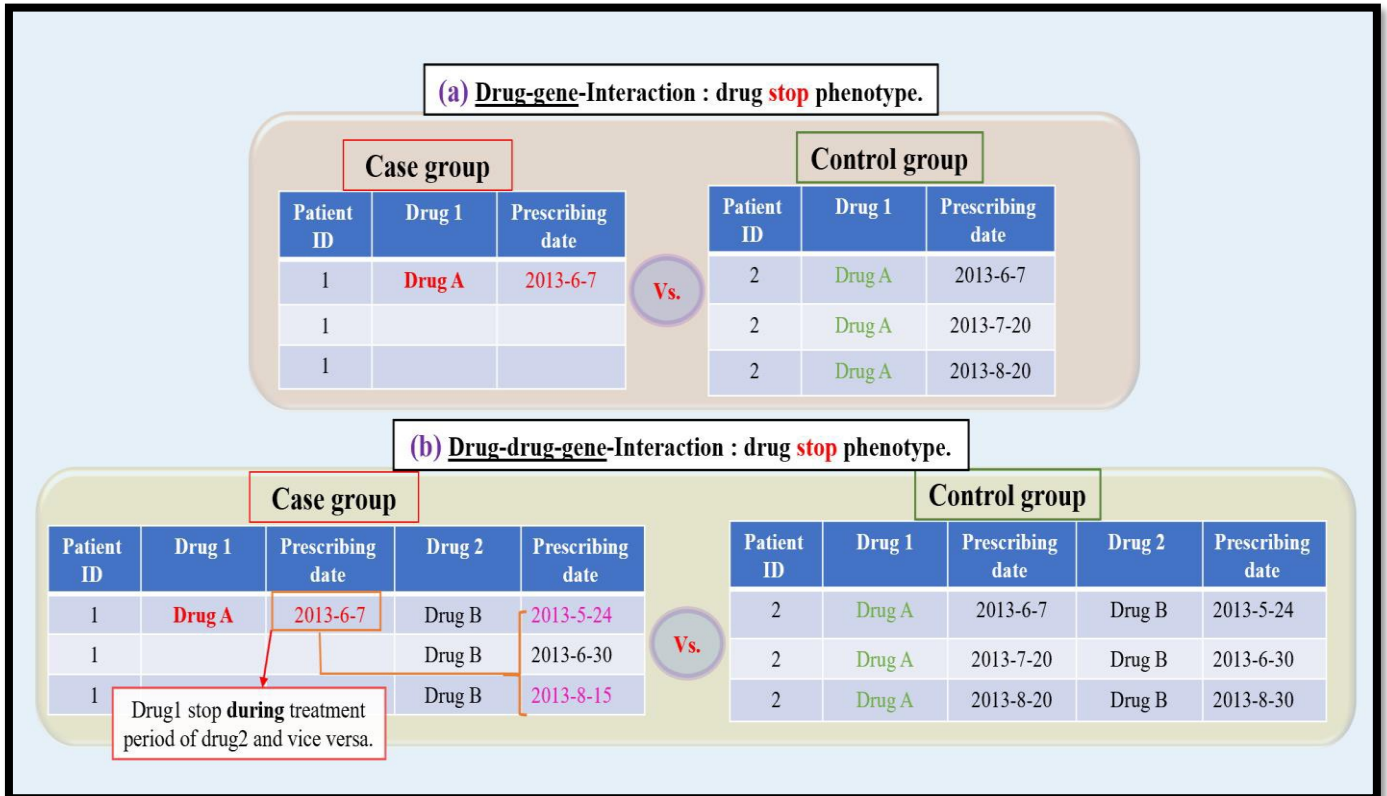 (a) Drug-gene-Interaction : drug stop phenotype.
Case group
Patient ID Drug 1 Prescribing date
1 Drug A 2013-6-7
1
1
Vs.
Control group
Patient ID Drug 1 Prescribing date
2 Drug A 2013-6-7
2 Drug A 2013-7-20
2 Drug A 2013-8-20
(b) Drug-drug-gene-Interaction : drug stop phenotype.
Case group
Patient ID Drug 1 Prescribing date Drug 2 Prescribing date
1 Drug A 2013-6-7 Drug B 2013-5-24
1 Drug B 2013-6-30
1 Drug B 2013-8-15
Drug1 stop during treatment
period of drug2 and vice versa.
Vs.
Control group
Patient ID Drug 1 Prescribing date Drug 2 Prescribing date
2 Drug A 2013-6-7 Drug B 2013-5-24
2 Drug A 2013-7-20 Drug B 2013-6-30
2 Drug A 2013-8-20 Drug B 2013-8-30